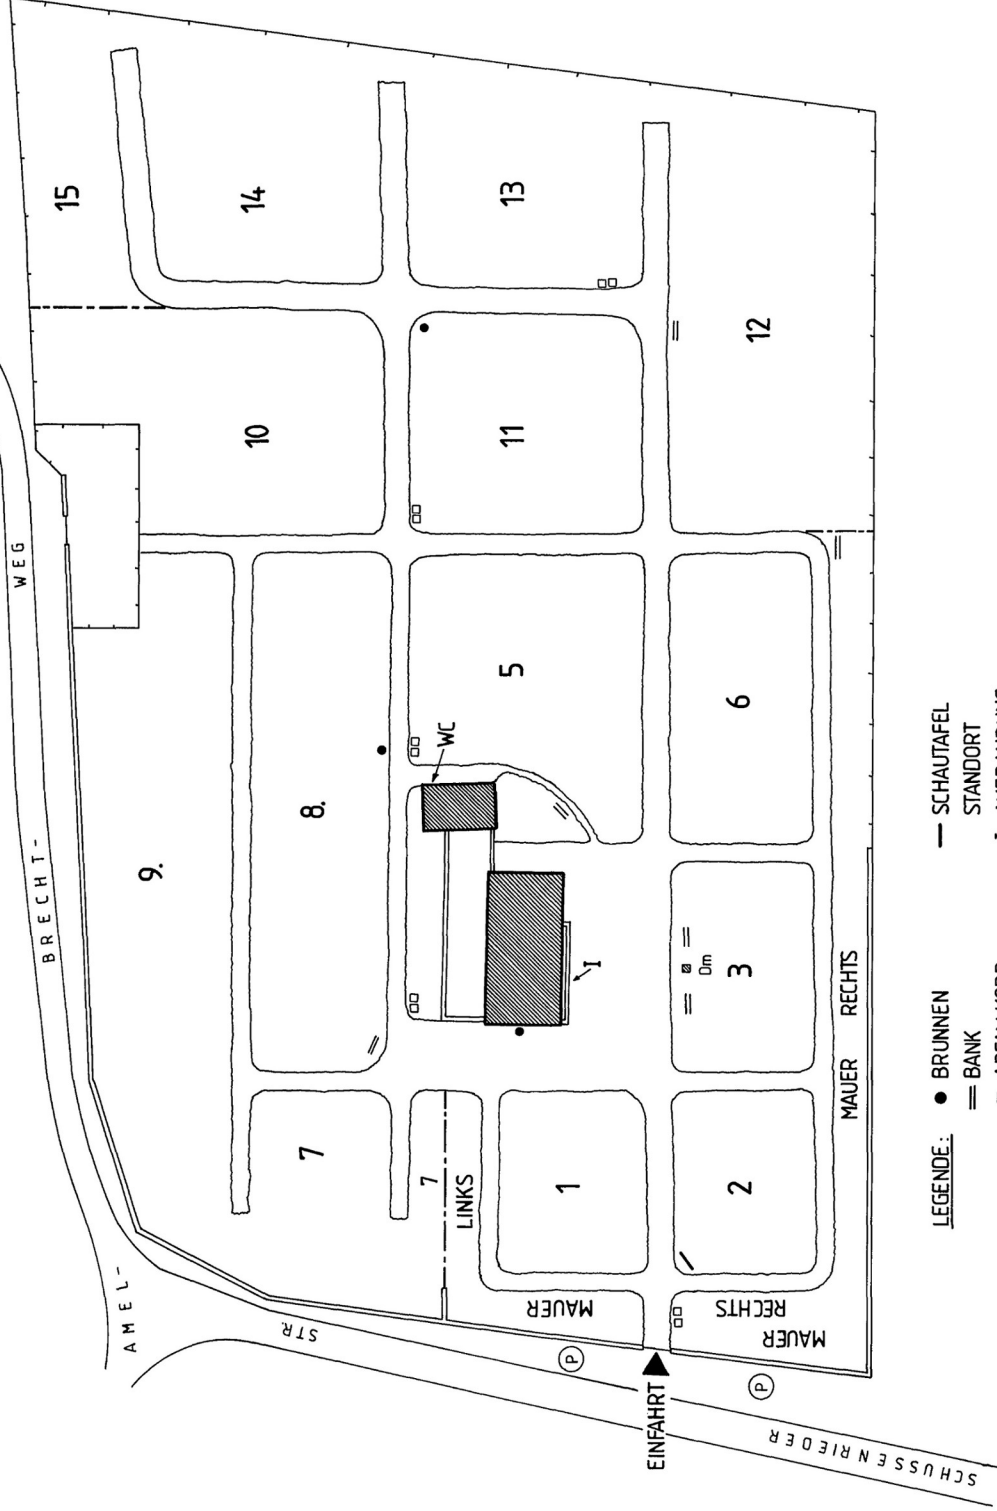 15
14
13
12
10
11
WEG
BRECHT-
AMEL-
9.
8.
5
6
WC
I
Dm
3
7
7
LINKS
1
2
MAUER
MAUER
RECHTS
MAUER
RECHTS
STR.
P
P
EINFAHRT
SCHUSSENRIEDER
LEGENDE:
BRUNNEN
BANK
SCHAUTAFEL
STANDORT